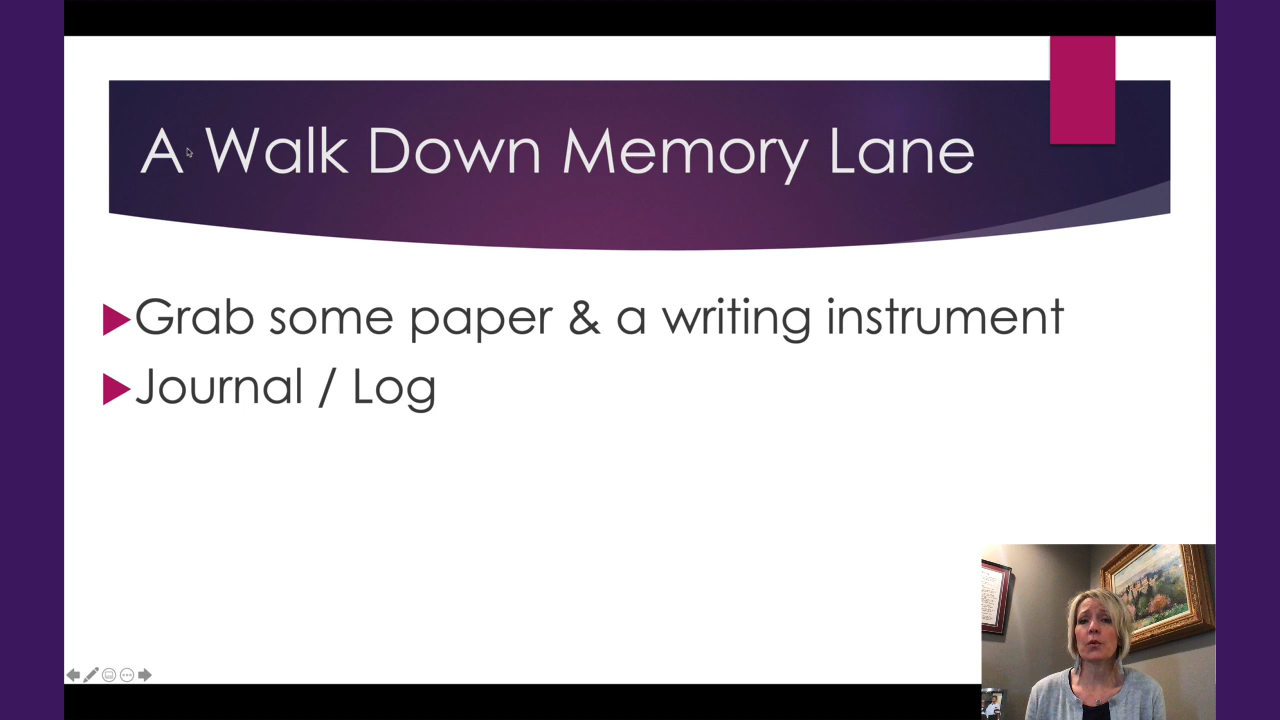 A Walk Down Memory Lane
Grab some paper & a writing instrument
Journal / Log